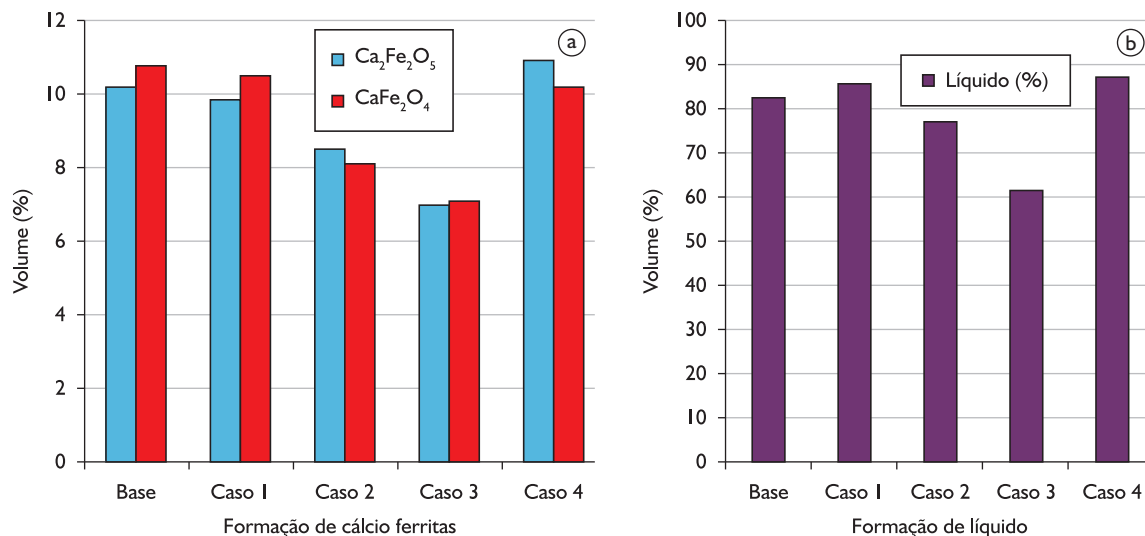 12
10
8
6
4
2
0
Volume (%)
Ca₂Fe₂O₅
CaFe₂O₄
a
Base Caso 1 Caso 2 Caso 3 Caso 4
Formação de cálcio ferritas
100
90
80
70
60
50
40
30
20
10
0
Volume (%)
Líquido (%)
b
Base Caso 1 Caso 2 Caso 3 Caso 4
Formação de líquido